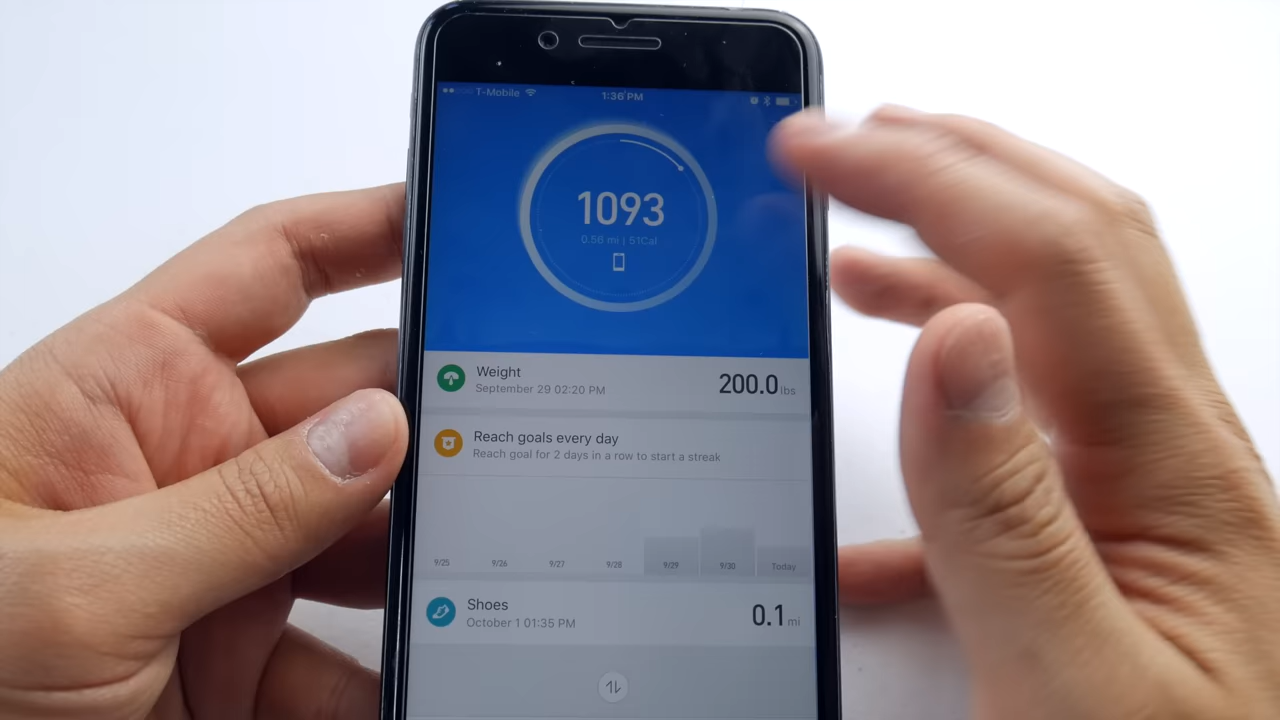 T-Mobile 1:36 PM
1093
0.56 mi | 51Cal
Weight
September 29 02:20 PM
200.0 lbs
Reach goals every day
Reach goal for 2 days in a row to start a streak
9/25 9/26 9/27 9/28 9/29 9/30 Today
Shoes
October 1 01:35 PM
0.1 mi